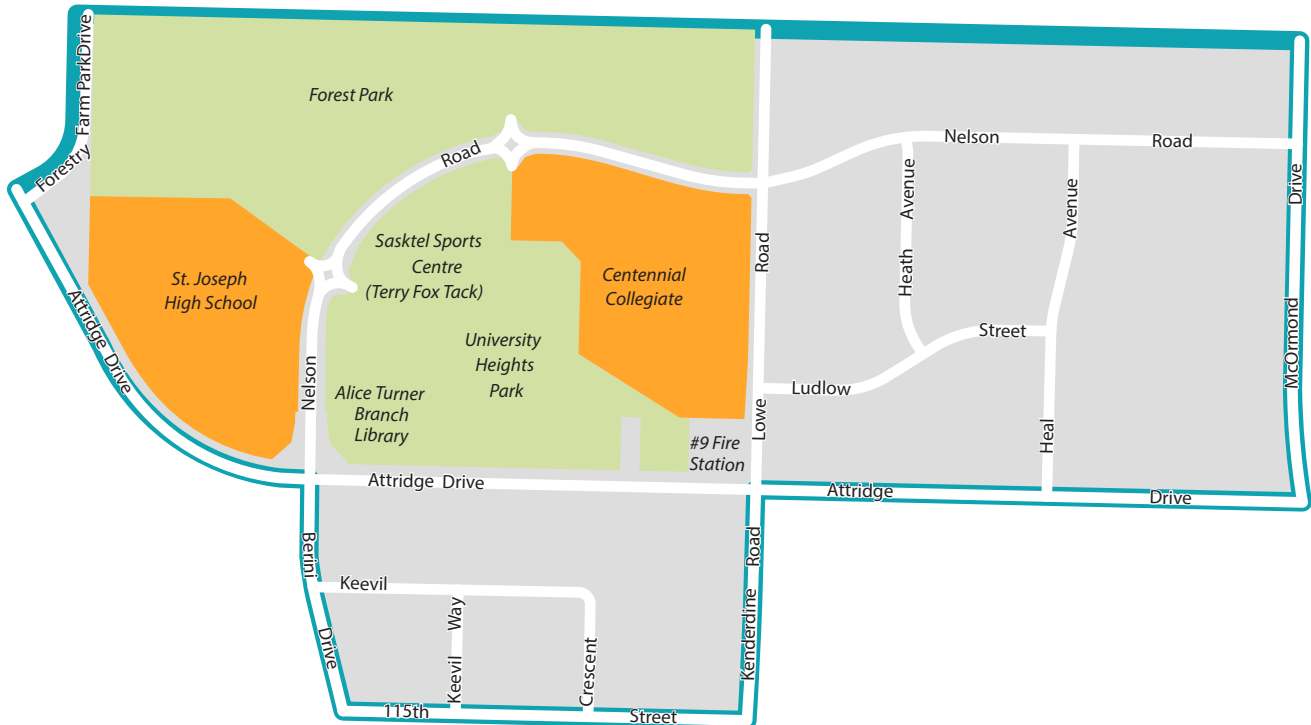 Farm ParkDrive
Forestry
Forest Park
Road
Nelson
Road
Avenue
Heath
Avenue
Drive
McOrmond
Sasktel Sports
Centre
(Terry Fox Tack)
St. Joseph
High School
Centennial
Collegiate
Road
Lowe
University
Heights
Park
Attridge Drive
Nelson
Alice Turner
Branch
Library
Street
Ludlow
Heal
#9 Fire
Station
Attridge Drive
Attridge
Drive
Berini
Drive
Keevil
Keevil Way
Crescent
Kenderdine Road
115th
Street